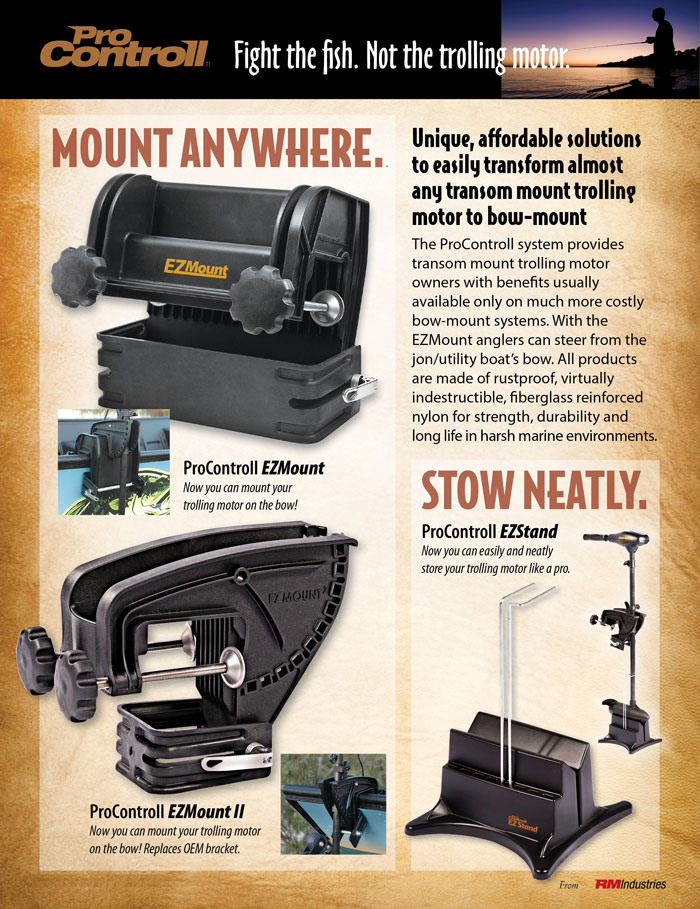 Pro
Controll
Fight the fish. Not the trolling motor.
MOUNT ANYWHERE.
EZMount
ProControll EZMount
Now you can mount your
trolling motor on the bow!
EZ MOUNT²
ProControll EZMount II
Now you can mount your trolling motor
on the bow! Replaces OEM bracket.
Unique, affordable solutions
to easily transform almost
any transom mount trolling
motor to bow-mount
The ProControll system provides
transom mount trolling motor
owners with benefits usually
available only on much more costly
bow-mount systems. With the
EZMount anglers can steer from the
jon/utility boat’s bow. All products
are made of rustproof, virtually
indestructible, fiberglass reinforced
nylon for strength, durability and
long life in harsh marine environments.
STOW NEATLY.
ProControll EZStand
Now you can easily and neatly
store your trolling motor like a pro.
EZ Stand
From RMIndustries